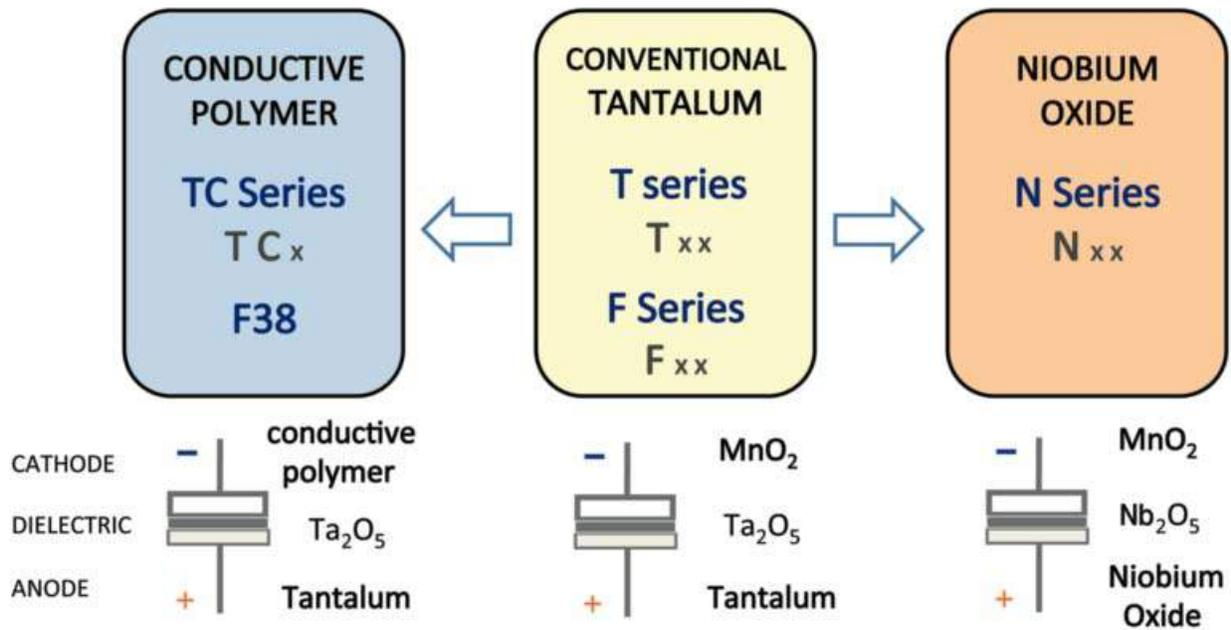 CONDUCTIVE
POLYMER
TC Series
T C x
F38
CONVENTIONAL
TANTALUM
T series
T x x
F Series
F x x
NIOBIUM
OXIDE
N Series
N x x
CATHODE
DIELECTRIC
ANODE
−
conductive
polymer
Ta₂O₅
+
Tantalum
−
MnO₂
Ta₂O₅
+
Tantalum
−
MnO₂
Nb₂O₅
+
Niobium
Oxide